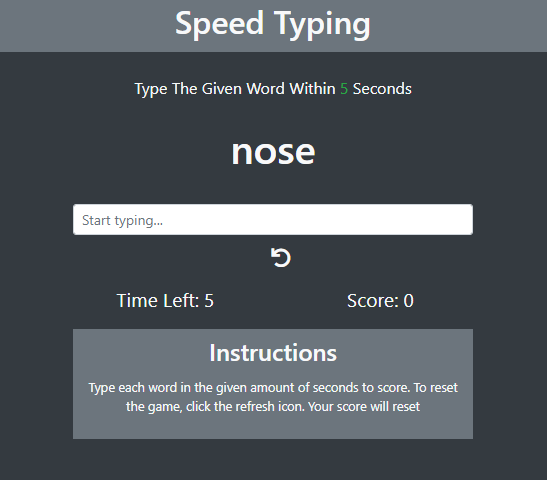 Speed Typing
Type The Given Word Within 5 Seconds
nose
Start typing...
Time Left: 5
Score: 0
Instructions
Type each word in the given amount of seconds to score. To reset
the game, click the refresh icon. Your score will reset